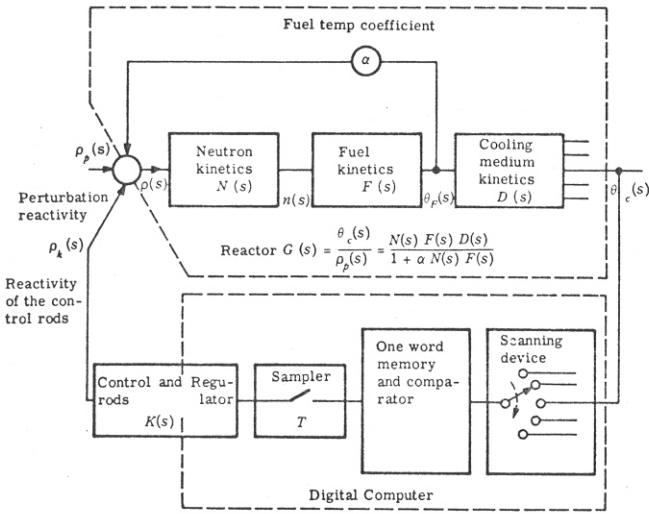 Fuel temp coefficient
α
ρp(s)
ρ(s)
Neutron
kinetics
N (s)
n(s)
Fuel
kinetics
F (s)
θF(s)
Cooling
medium
kinetics
D (s)
θc(s)
Perturbation
reactivity
ρk(s)
Reactivity
of the con-
trol rods
Reactor G (s) = θc(s)/ρp(s) = N(s) F(s) D(s)/1 + α N(s) F(s)
Control and Regu-
rods lator
K(s)
Sampler
T
One word
memory
and compa-
rator
Scanning
device
Digital Computer